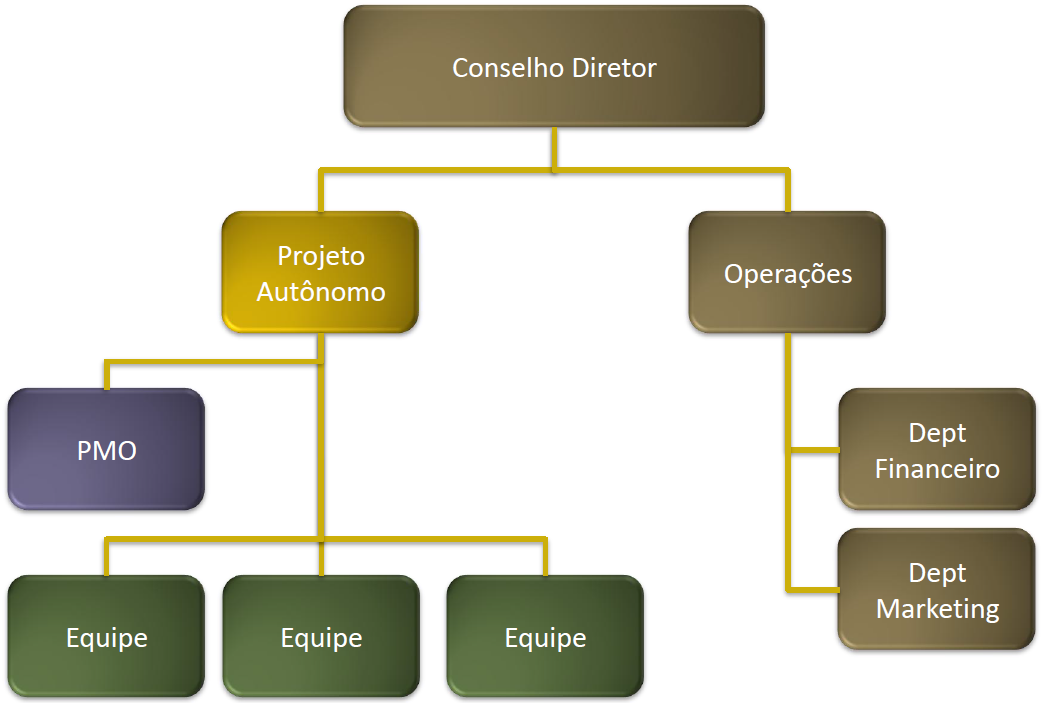 Conselho Diretor
Projeto
Autônomo
Operações
PMO
Dept
Financeiro
Dept
Marketing
Equipe
Equipe
Equipe